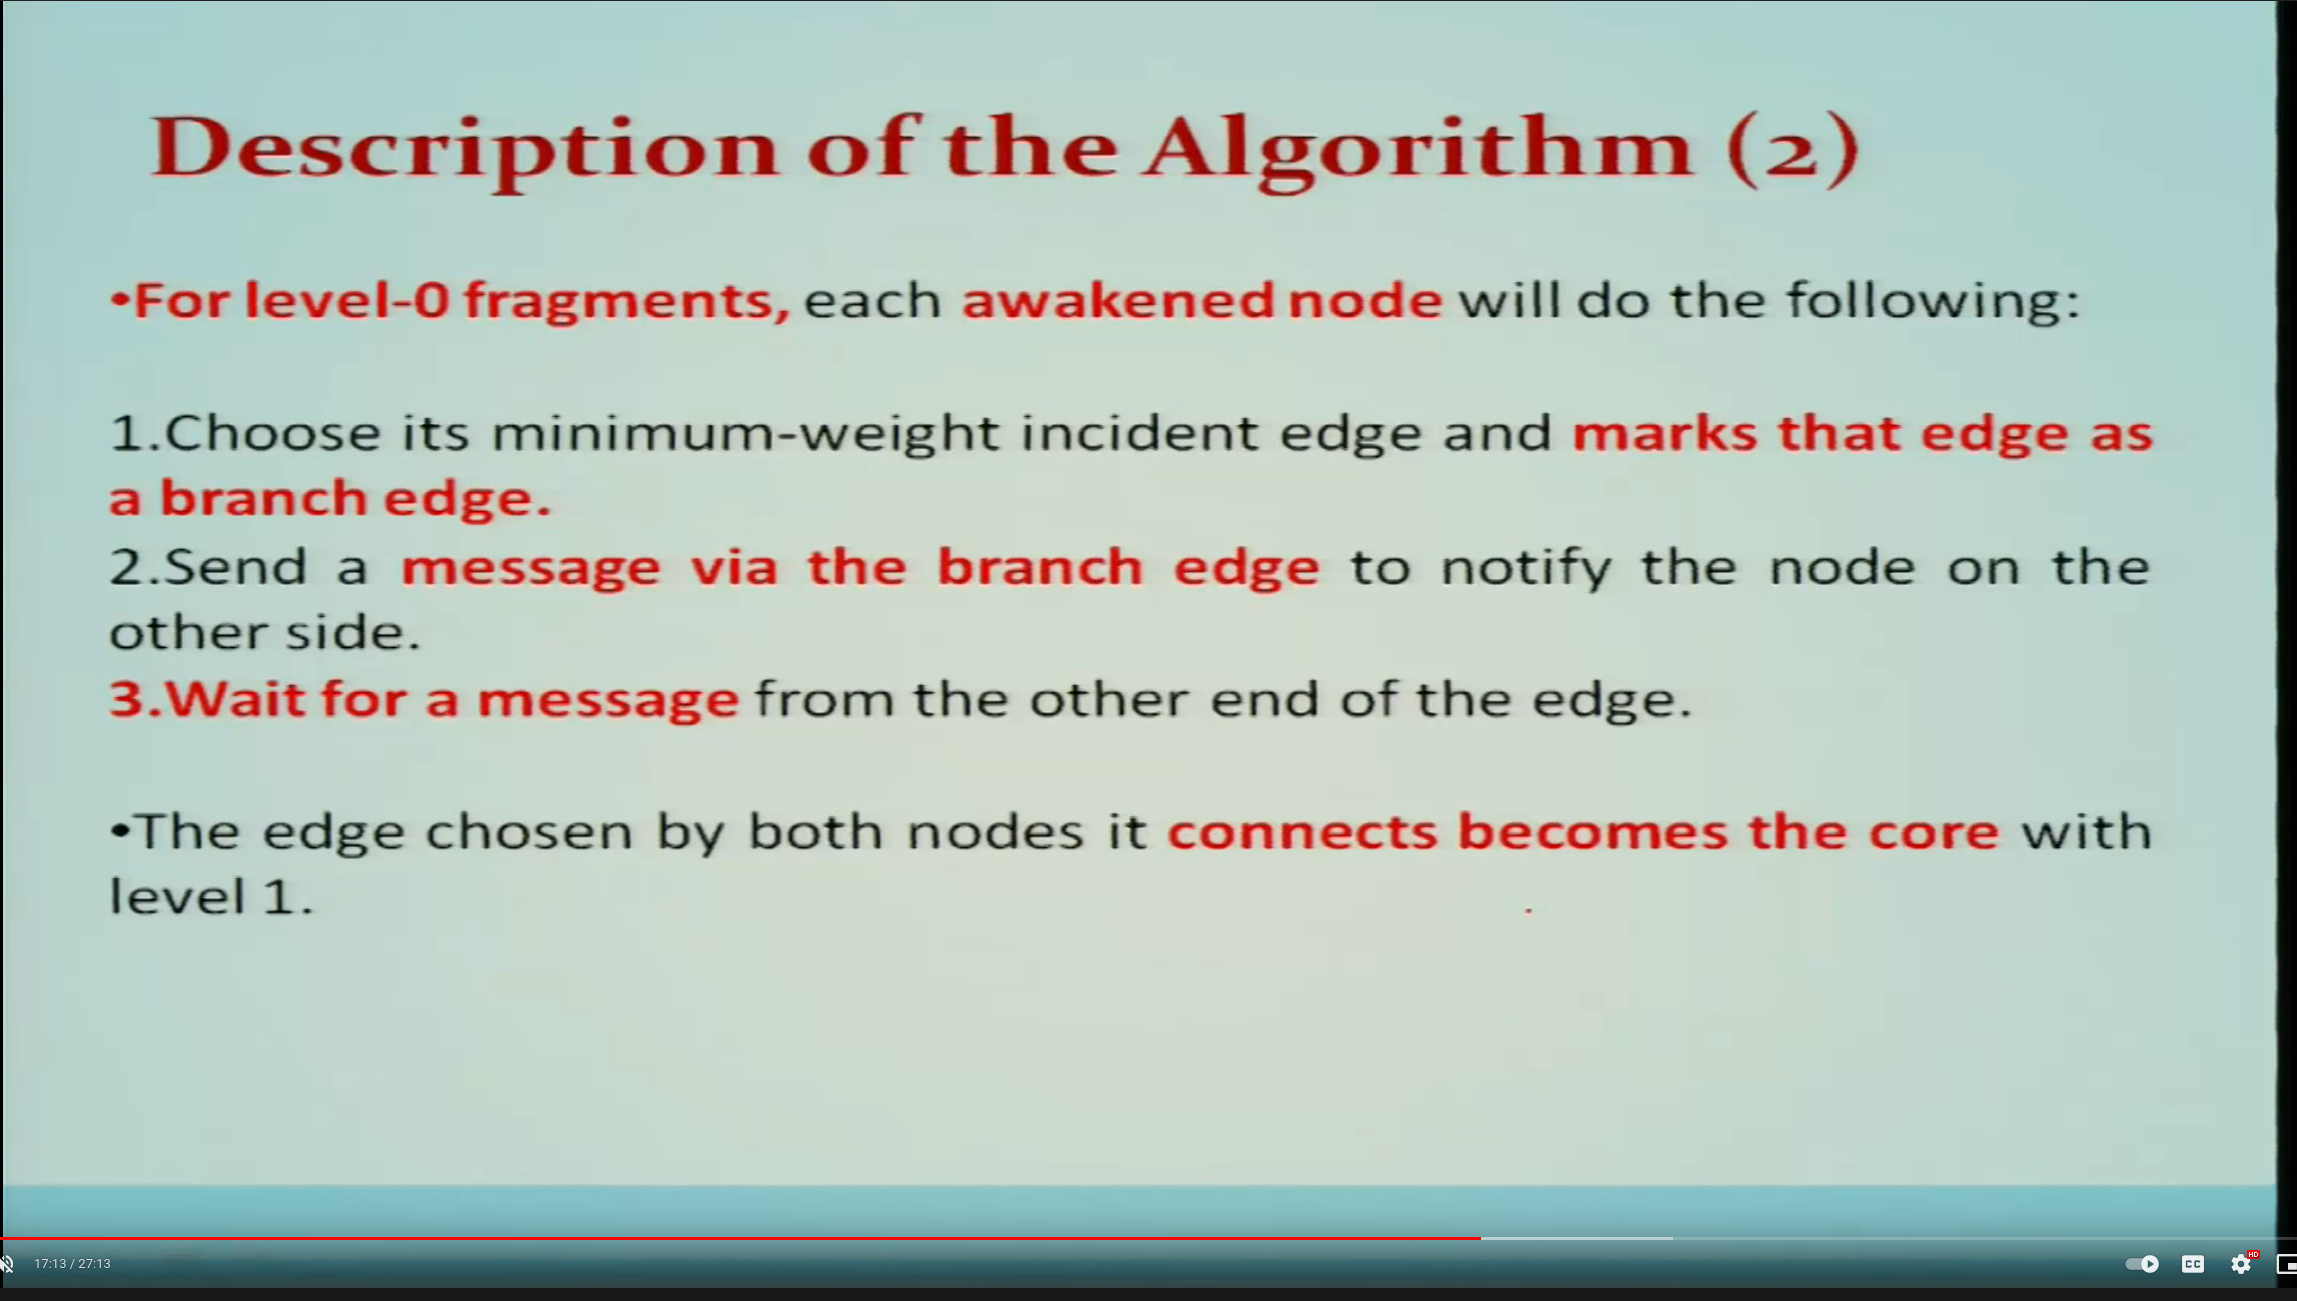 Description of the Algorithm (2)
•For level-0 fragments, each awakened node will do the following:
1.Choose its minimum-weight incident edge and marks that edge as
a branch edge.
2.Send a message via the branch edge to notify the node on the
other side.
3.Wait for a message from the other end of the edge.
•The edge chosen by both nodes it connects becomes the core with
level 1.
17:13 / 27:13
CC
HD